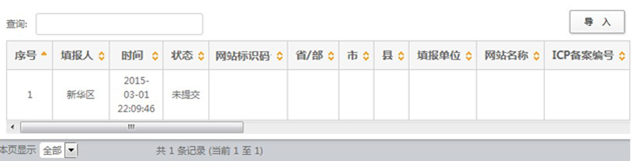 查询: 导 入
序号 填报人 时间 状态 网站标识码 省/部 市 县 填报单位 网站名称 ICP备案编号
1 新华区 2015-03-01 22:09:46 未提交
本页显示 全部 共 1 条记录 (当前 1 至 1)